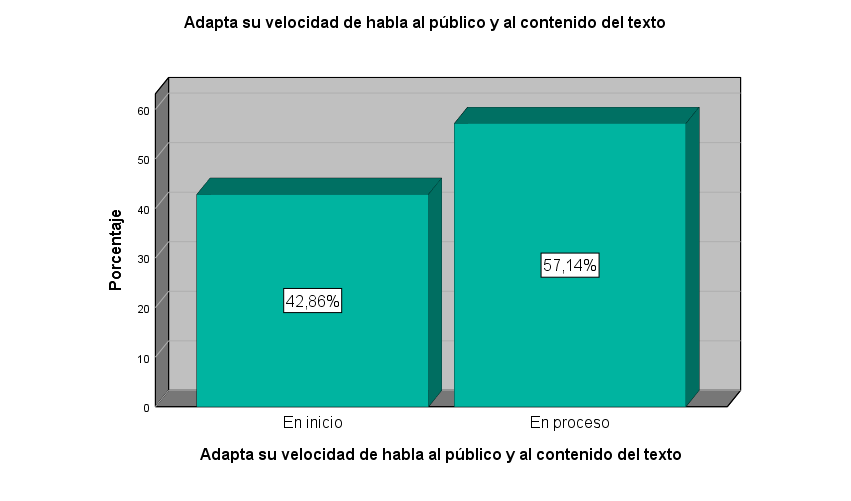 Adapta su velocidad de habla al público y al contenido del texto
60
50
40
30
20
10
0
Porcentaje
42,86%
57,14%
En inicio
En proceso
Adapta su velocidad de habla al público y al contenido del texto